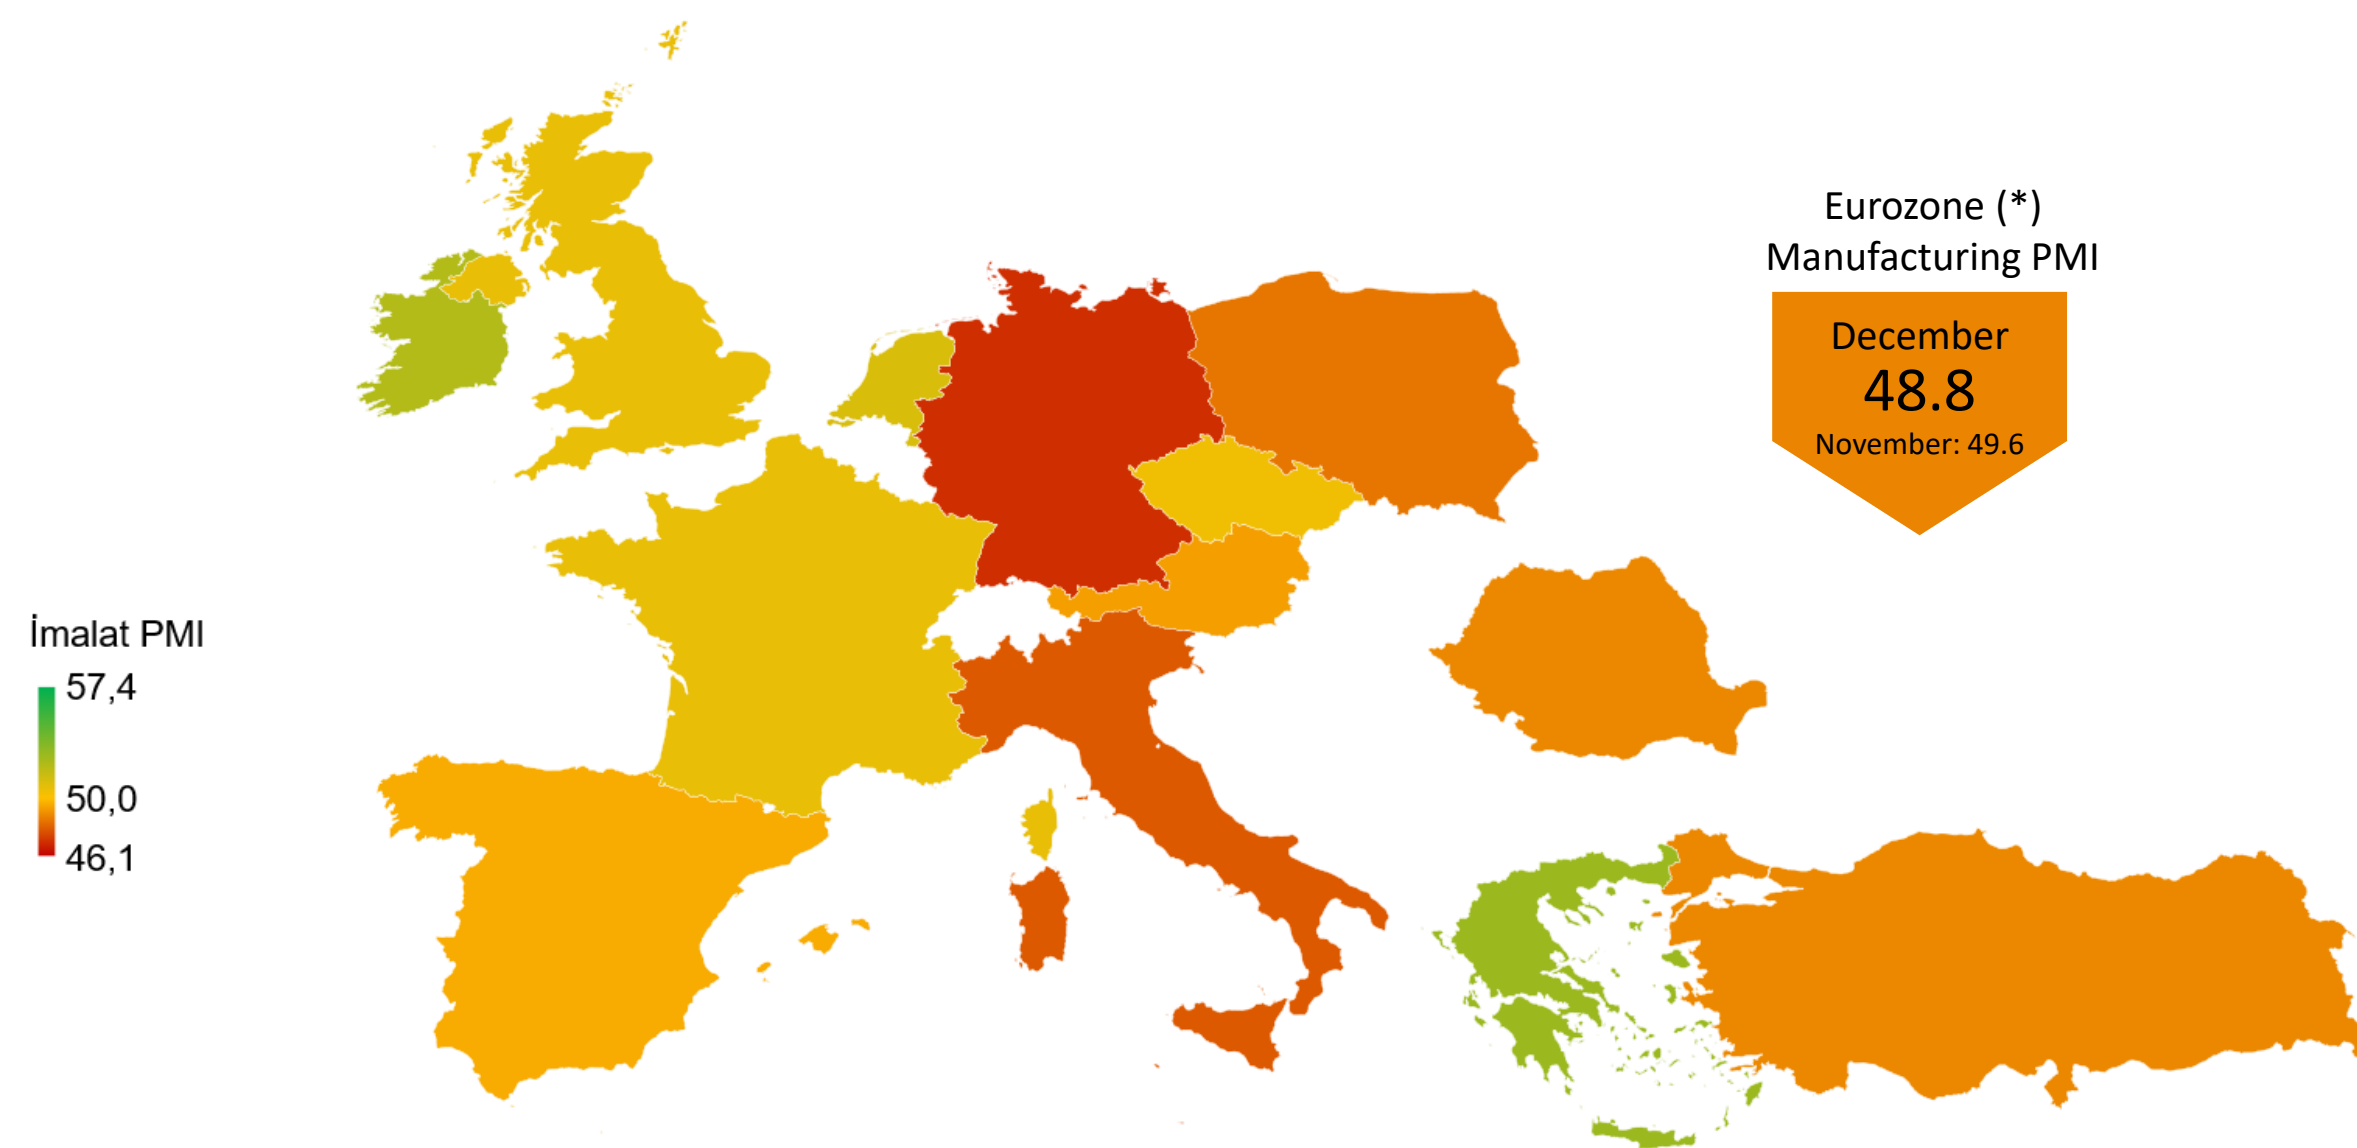 Eurozone (*)
Manufacturing PMI
December
48.8
November: 49.6
İmalat PMI
57,4
50,0
46,1